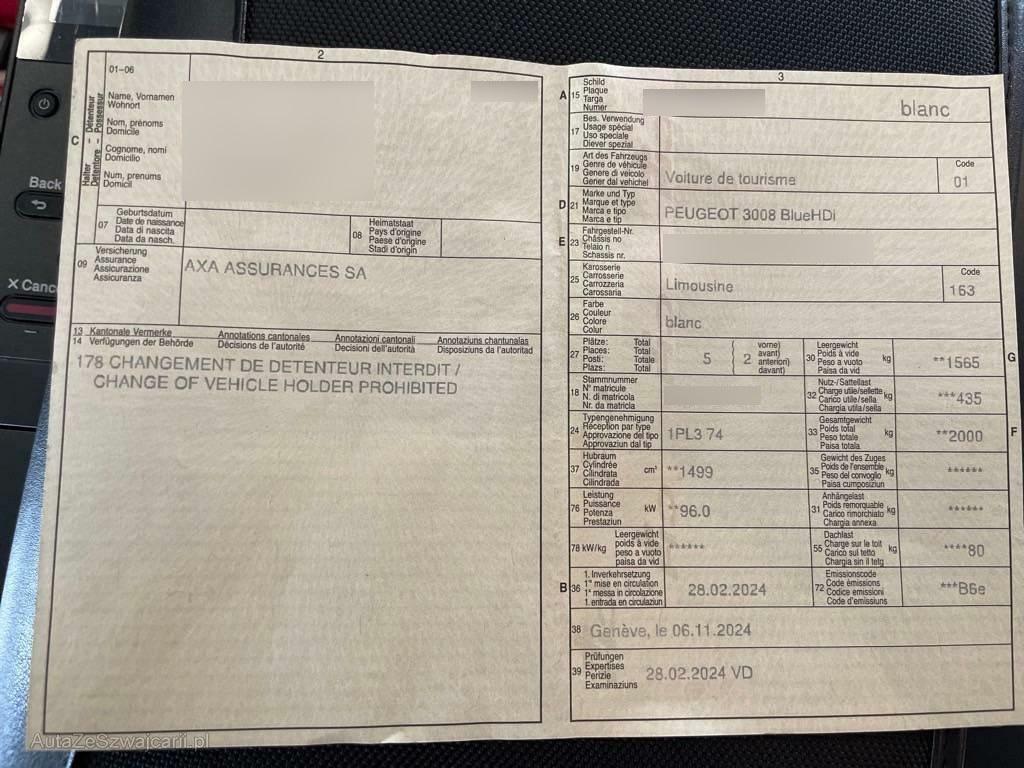 2
01-06
Halter – Détenteur
Detentore – Possessur
C
Name, Vornamen
Wohnort
Nom, prénoms
Domicile
Cognome, nomi
Domicilio
Num, prenums
Domicil
07
Geburtsdatum
Date de naissance
Data di nascita
Data da nasch.
08
Heimatstaat
Pays d'origine
Paese d'origine
Stadi d'origin
09
Versicherung
Assurance
Assicurazione
Assicuranza
AXA ASSURANCES SA
13 Kantonale Vermerke Annotations cantonales Annotazioni cantonali Annotaziuns chantunalas
14 Verfügungen der Behörde Décisions de l'autorité Decisioni dell'autorità Disposiziuns da l'autoritad
178 CHANGEMENT DE DETENTEUR INTERDIT /
CHANGE OF VEHICLE HOLDER PROHIBITED
3
A 15
Schild
Plaque
Targa
Numer
blanc
17
Bes. Verwendung
Usage spécial
Uso speciale
Diever spezial
19
Art des Fahrzeugs
Genre de véhicule
Genere di veicolo
Gener dal vehichel
Voiture de tourisme
Code
01
D 21
Marke und Typ
Marque et type
Marca e tipo
Marca e tip
PEUGEOT 3008 BlueHDi
E 23
Fahrgestell-Nr.
Châssis no
Telaio n.
Schassis nr.
25
Karosserie
Carrosserie
Carrozzeria
Carossaria
Limousine
Code
163
26
Farbe
Couleur
Colore
Colur
blanc
27
Plätze: Total
Places: Total
Posti: Totale
Plazs: Total
5
2
vorne)
avant)
anteriori)
davant)
30
Leergewicht
Poids à vide
Peso a vuoto
Paisa da vid
kg
**1565
G
18
Stammnummer
N° matricule
N. di matricola
Nr. da matricla
32
Nutz-/Sattellast
Charge utile/sellette
Carico utile/sella
Chargia utila/sella
kg
***435
24
Typengenehmigung
Réception par type
Approvazione del tipo
Approvaziun dal tip
1PL3 74
33
Gesamtgewicht
Poids total
Peso totale
Paisa totala
kg
**2000
F
37
Hubraum
Cylindrée
Cilindrata
Cilindrada
cm³
**1499
35
Gewicht des Zuges
Poids de l'ensemble
Peso del convoglio
Paisa cumposiziun
kg
******
76
Leistung
Puissance
Potenza
Prestaziun
kW
**96.0
31
Anhängelast
Poids remorquable
Carico rimorchiato
Chargia annexa
kg
******
78 kW/kg
Leergewicht
poids à vide
peso a vuoto
paisa da vid
******
55
Dachlast
Charge sur le toit
Carico sul tetto
Chargia sin il tetg
kg
****80
B 36
1. Inverkehrsetzung
1re mise en circulation
1a messa in circolazione
1. entrada en circulaziun
28.02.2024
72
Emissionscode
Code émissions
Codice emissioni
Code d'emissiuns
***B6e
38
Genève, le 06.11.2024
39
Prüfungen
Expertises
Perizie
Examinaziuns
28.02.2024 VD
Back
AutaZeSzwajcarii.pl